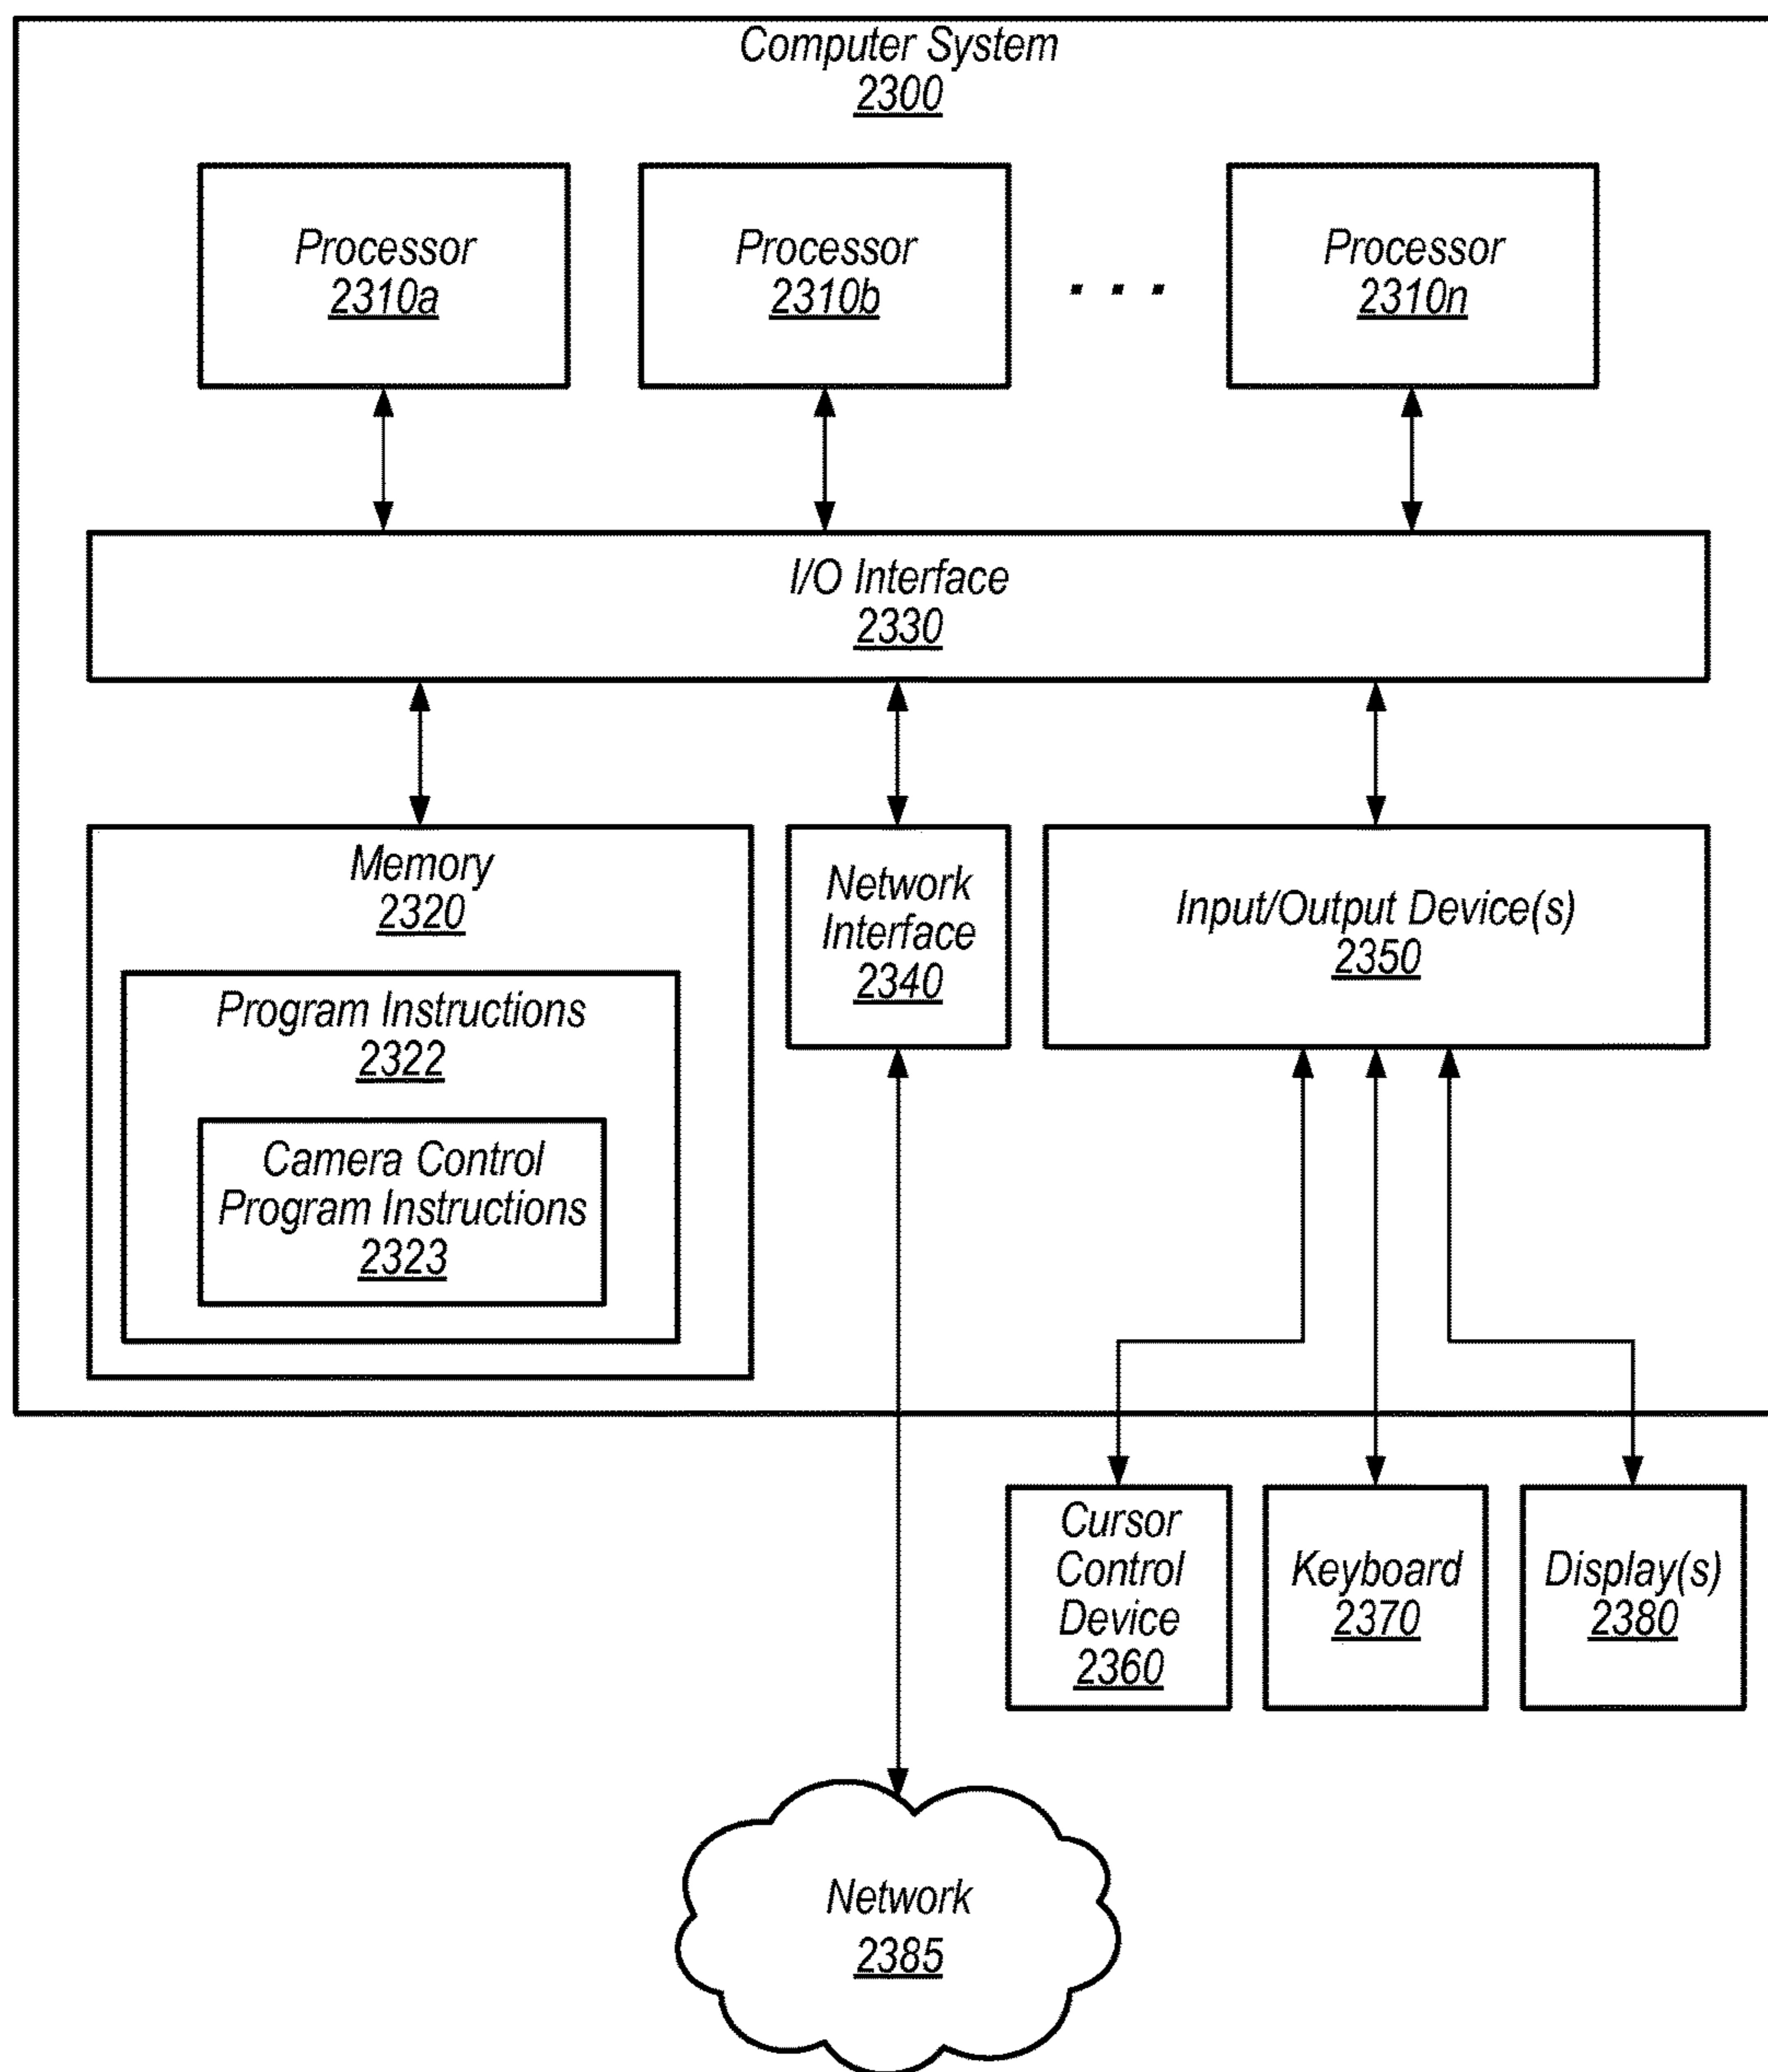 Computer System
2300
Processor
2310a
Processor
2310b
. . .
Processor
2310n
I/O Interface
2330
Memory
2320
Program Instructions
2322
Camera Control
Program Instructions
2323
Network
Interface
2340
Input/Output Device(s)
2350
Cursor
Control
Device
2360
Keyboard
2370
Display(s)
2380
Network
2385